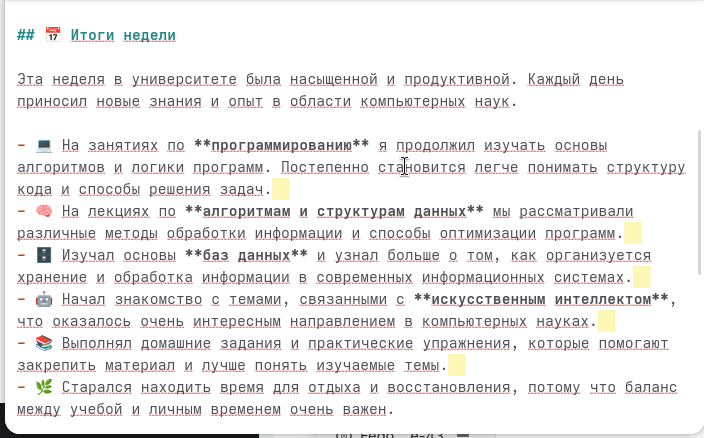 ## 📅 Итоги недели
Эта неделя в университете была насыщенной и продуктивной. Каждый день
приносил новые знания и опыт в области компьютерных наук.
- 💻 На занятиях по **программированию** я продолжил изучать основы
алгоритмов и логики программ. Постепенно становится легче понимать структуру
кода и способы решения задач.
- 🧠 На лекциях по **алгоритмам и структурам данных** мы рассматривали
различные методы обработки информации и способы оптимизации программ.
- 🗄️ Изучал основы **баз данных** и узнал больше о том, как организуется
хранение и обработка информации в современных информационных системах.
- 🤖 Начал знакомство с темами, связанными с **искусственным интеллектом**,
что оказалось очень интересным направлением в компьютерных науках.
- 📚 Выполнял домашние задания и практические упражнения, которые помогают
закрепить материал и лучше понять изучаемые темы.
- 🌿 Старался находить время для отдыха и восстановления, потому что баланс
между учебой и личным временем очень важен.